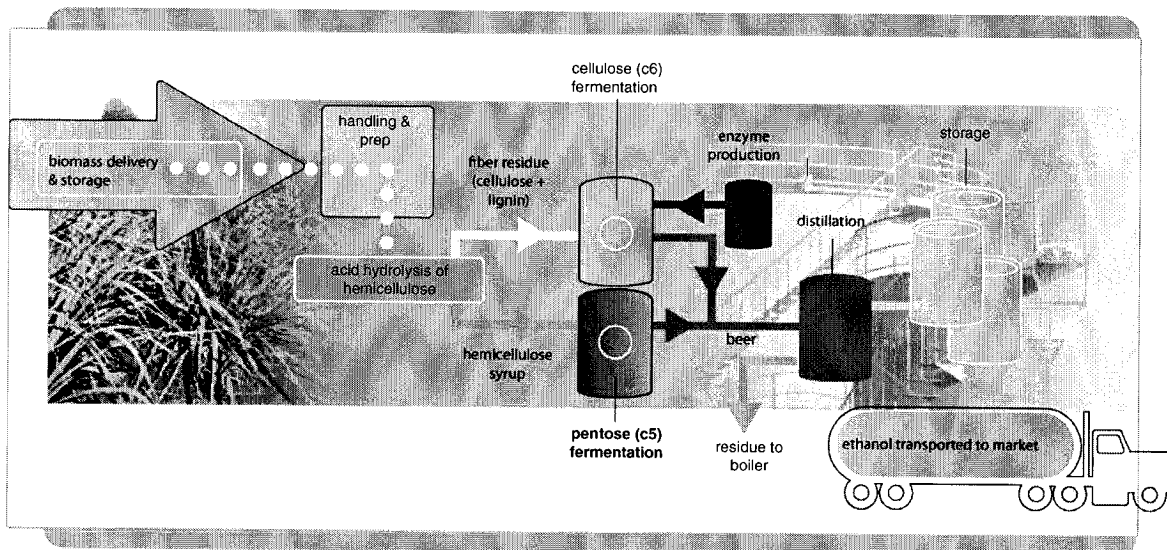 cellulose (c6)
fermentation
handling &
prep
biomass delivery
& storage
fiber residue
(cellulose +
lignin)
enzyme
production
storage
distillation
acid hydrolysis of
hemicellulose
hemicellulose
syrup
beer
pentose (c5)
fermentation
residue to
boiler
ethanol transported to market